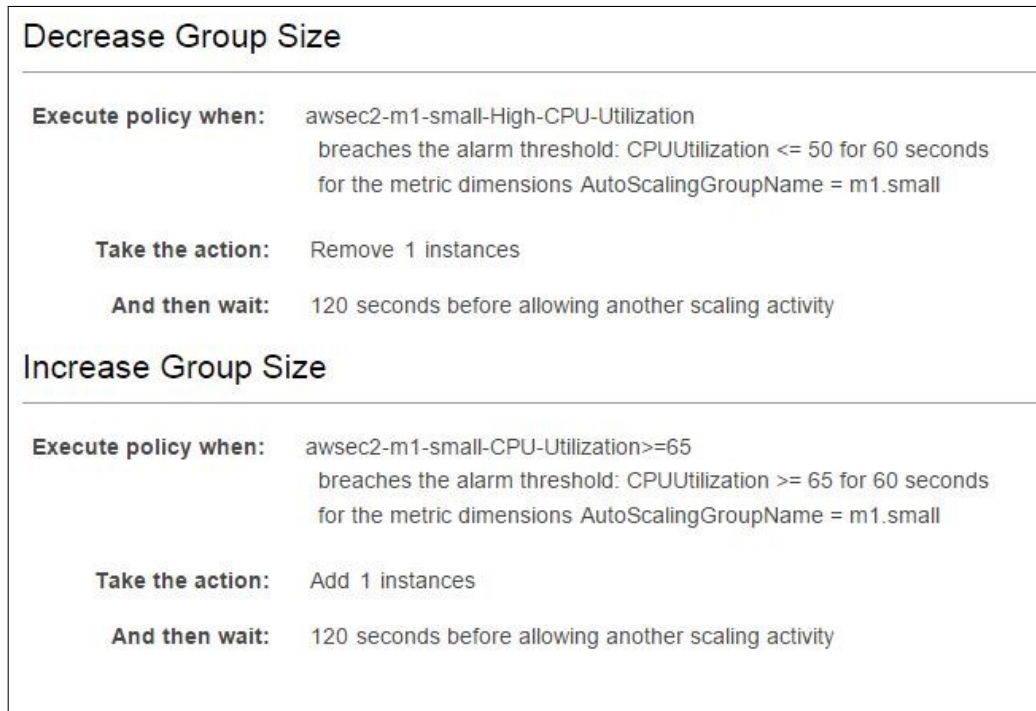 Decrease Group Size
Execute policy when: awsec2-m1-small-High-CPU-Utilization
breaches the alarm threshold: CPUUtilization <= 50 for 60 seconds
for the metric dimensions AutoScalingGroupName = m1.small
Take the action: Remove 1 instances
And then wait: 120 seconds before allowing another scaling activity
Increase Group Size
Execute policy when: awsec2-m1-small-CPU-Utilization>=65
breaches the alarm threshold: CPUUtilization >= 65 for 60 seconds
for the metric dimensions AutoScalingGroupName = m1.small
Take the action: Add 1 instances
And then wait: 120 seconds before allowing another scaling activity